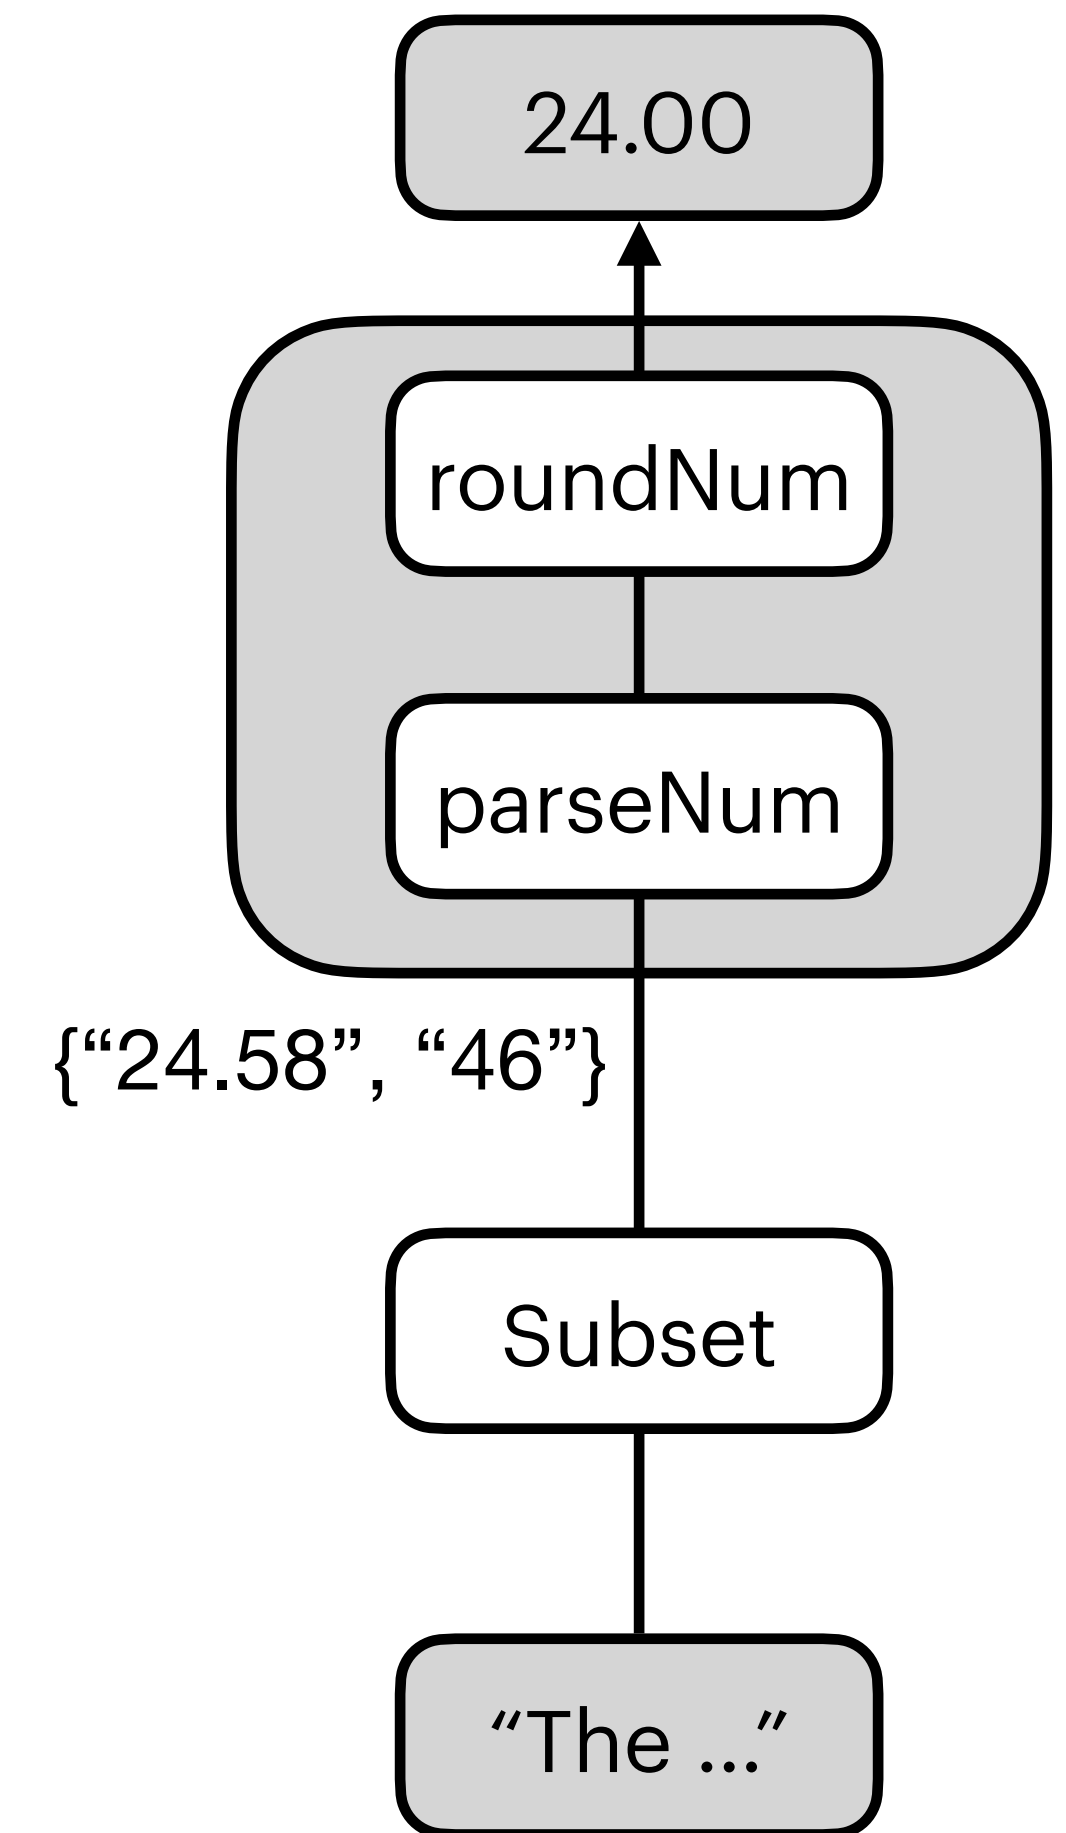 24.00
roundNum
parseNum
{“24.58”, “46”}
Subset
“The ...”